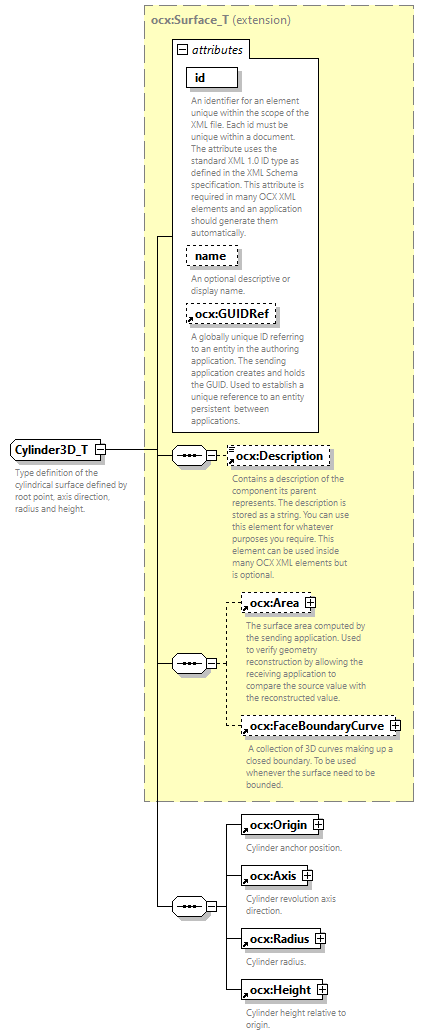 ocx:Surface_T (extension)
attributes
id
An identifier for an element
unique within the scope of the
XML file. Each id must be
unique within a document.
The attribute uses the
standard XML 1.0 ID type as
defined in the XML Schema
specification. This attribute is
required in many OCX XML
elements and an application
should generate them
automatically.
name
An optional descriptive or
display name.
ocx:GUIDRef
A globally unique ID referring
to an entity in the authoring
application. The sending
application creates and holds
the GUID. Used to establish a
unique reference to an entity
persistent between
applications.
Cylinder3D_T
Type definition of the
cylindrical surface defined by
root point, axis direction,
radius and height.
ocx:Description
Contains a description of the
component its parent
represents. The description is
stored as a string. You can use
this element for whatever
purposes you require. This
element can be used inside
many OCX XML elements but
is optional.
ocx:Area
The surface area computed by
the sending application. Used
to verify geometry
reconstruction by allowing the
receiving application to
compare the source value with
the reconstructed value.
ocx:FaceBoundaryCurve
A collection of 3D curves making up a
closed boundary. To be used
whenever the surface need to be
bounded.
ocx:Origin
Cylinder anchor position.
ocx:Axis
Cylinder revolution axis
direction.
ocx:Radius
Cylinder radius.
ocx:Height
Cylinder height relative to
origin.